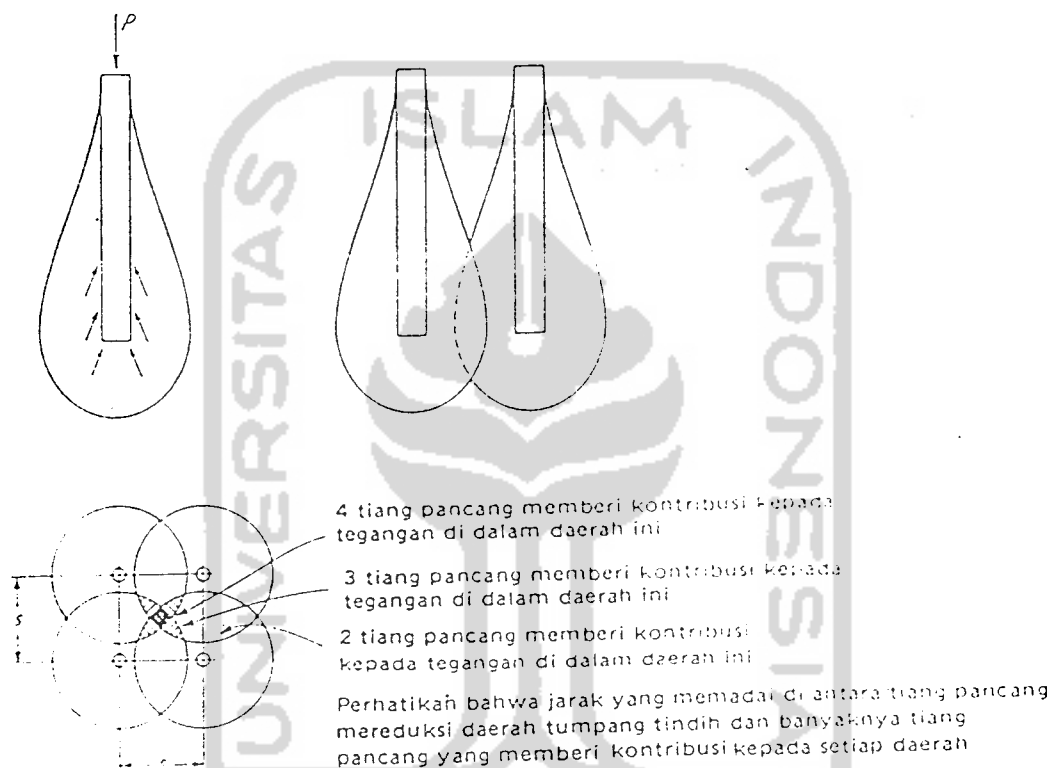 P
UNIVERSITAS
ISLAM
INDONESIA
4 tiang pancang memberi kontribusi kepada
tegangan di dalam daerah ini
3 tiang pancang memberi kontribusi kepada
tegangan di dalam daerah ini
2 tiang pancang memberi kontribusi
kepada tegangan di dalam daerah ini
s
s
Perhatikan bahwa jarak yang memadai di antara tiang pancang
mereduksi daerah tumpang tindih dan banyaknya tiang
pancang yang memberi kontribusi kepada setiap daerah